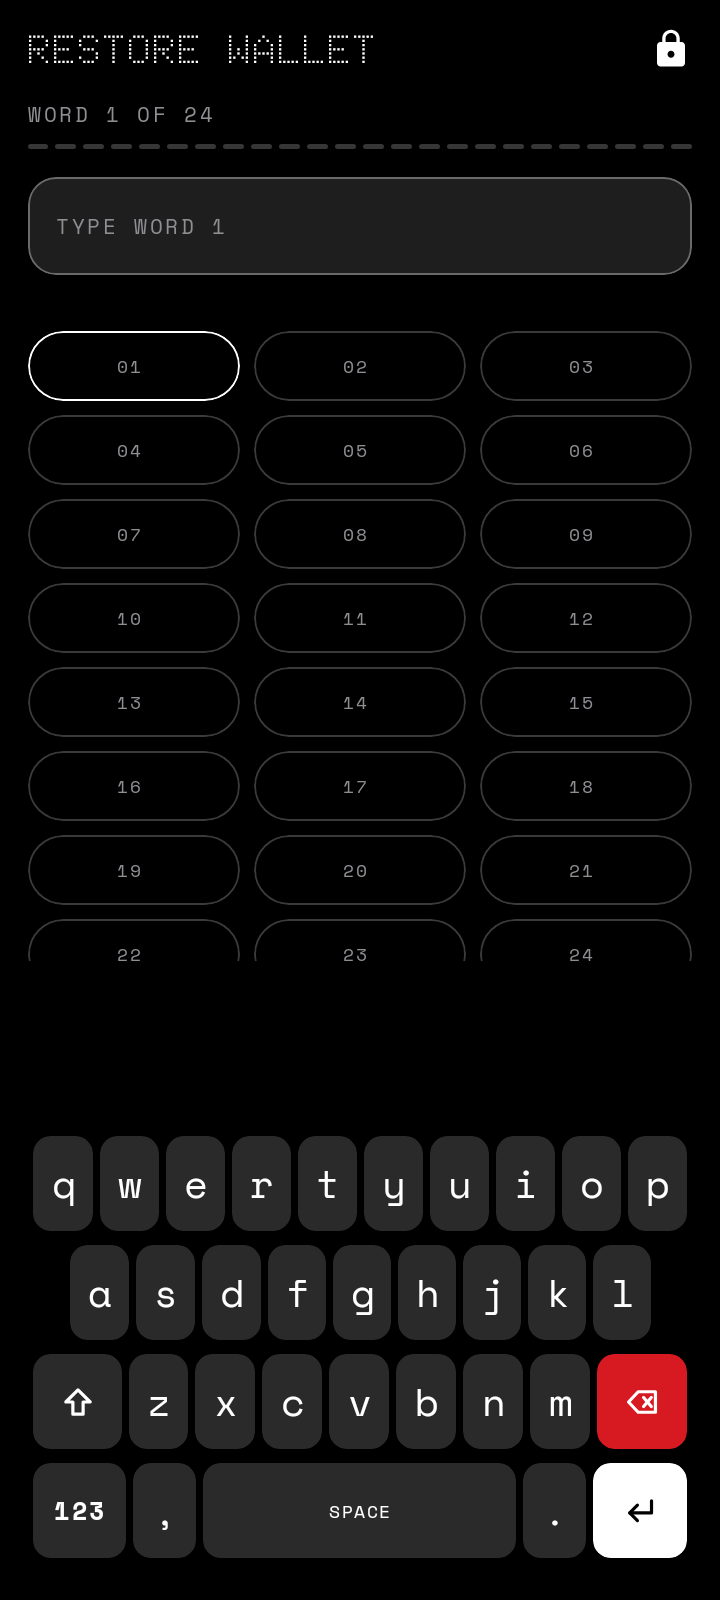 RESTORE WALLET
WORD 1 OF 24
TYPE WORD 1
01 02 03
04 05 06
07 08 09
10 11 12
13 14 15
16 17 18
19 20 21
22 23 24
q w e r t y u i o p
a s d f g h j k l
z x c v b n m
123 , SPACE .